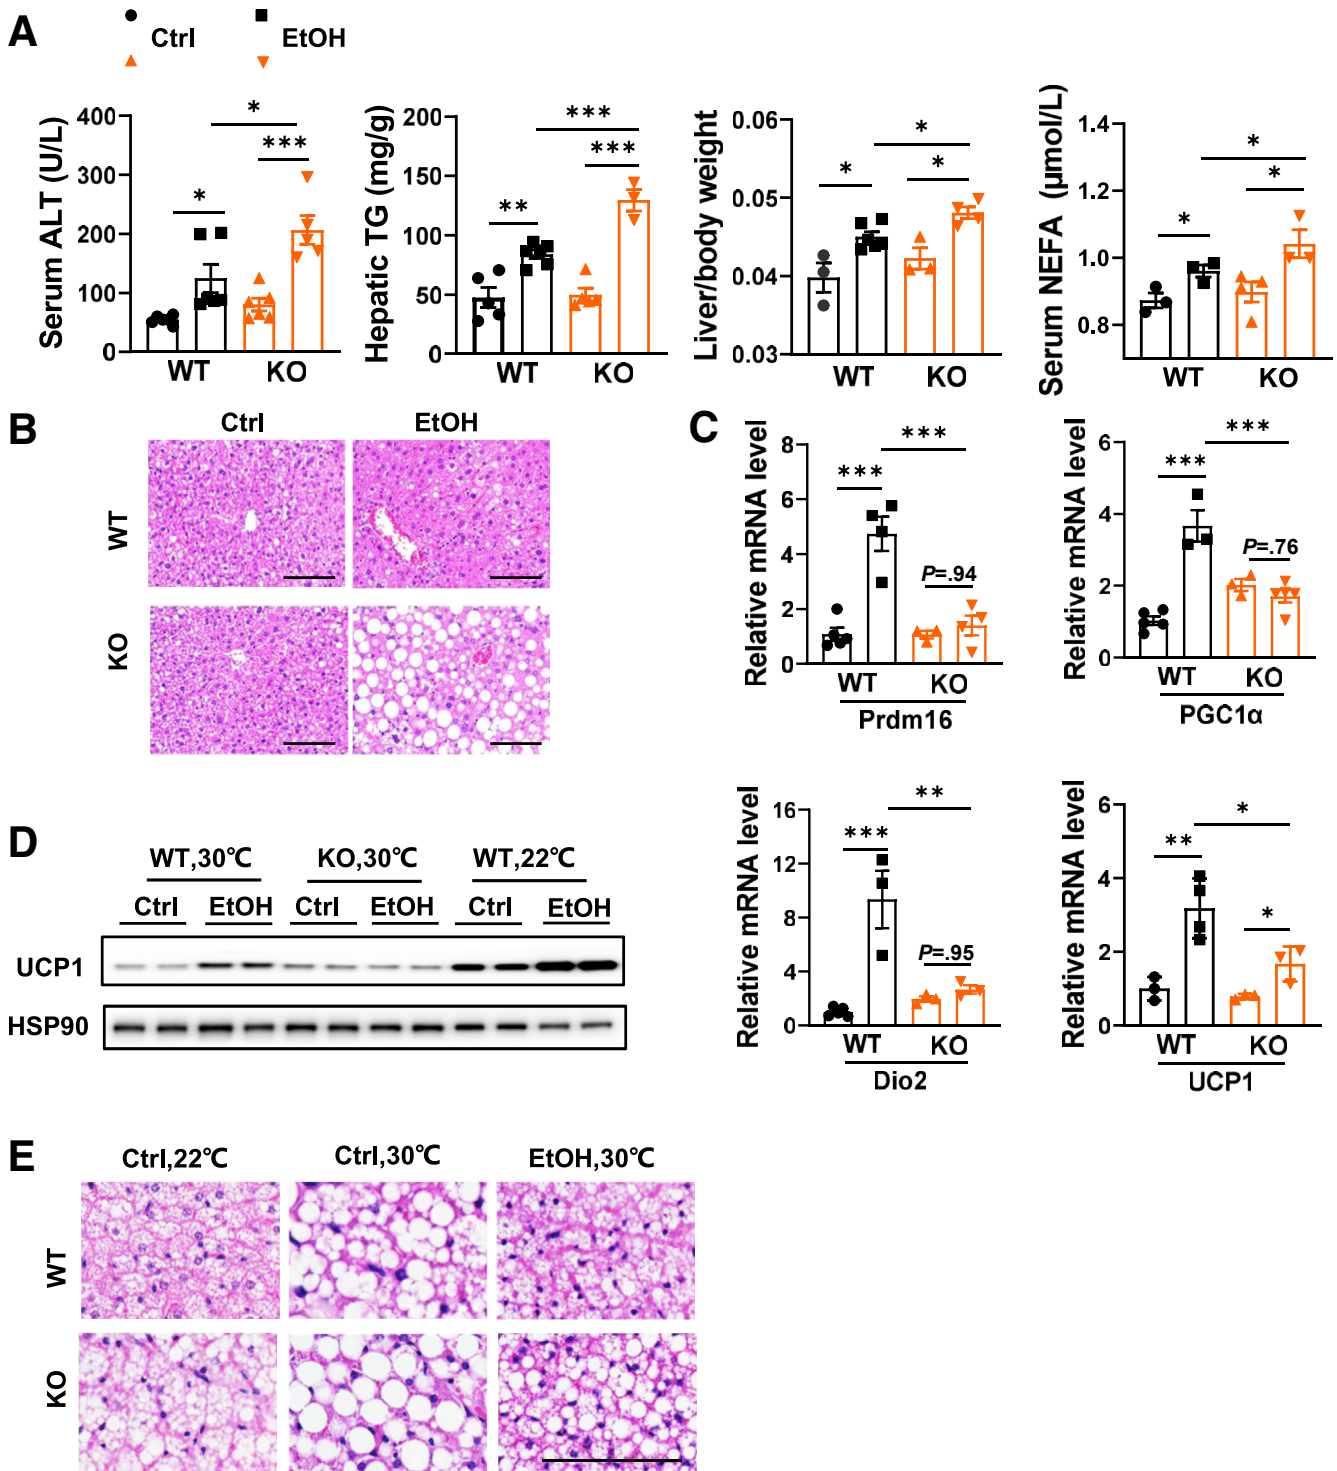 A
Ctrl
EtOH
Serum ALT (U/L)
400
300
200
100
0
*
*
***
WT
KO
Hepatic TG (mg/g)
200
150
100
50
0
**
***
***
WT
KO
Liver/body weight
0.06
0.05
0.04
0.03
*
*
*
WT
KO
Serum NEFA (μmol/L)
1.4
1.2
1.0
0.8
*
*
*
WT
KO
B
Ctrl
EtOH
WT
KO
C
Relative mRNA level
8
6
4
2
0
***
***
P=.94
WT
KO
Prdm16
Relative mRNA level
6
4
2
0
***
***
P=.76
WT
KO
PGC1α
Relative mRNA level
16
12
8
4
0
***
**
P=.95
WT
KO
Dio2
Relative mRNA level
6
4
2
0
**
*
*
WT
KO
UCP1
D
WT,30℃
KO,30℃
WT,22℃
Ctrl
EtOH
Ctrl
EtOH
Ctrl
EtOH
UCP1
HSP90
E
Ctrl,22℃
Ctrl,30℃
EtOH,30℃
WT
KO